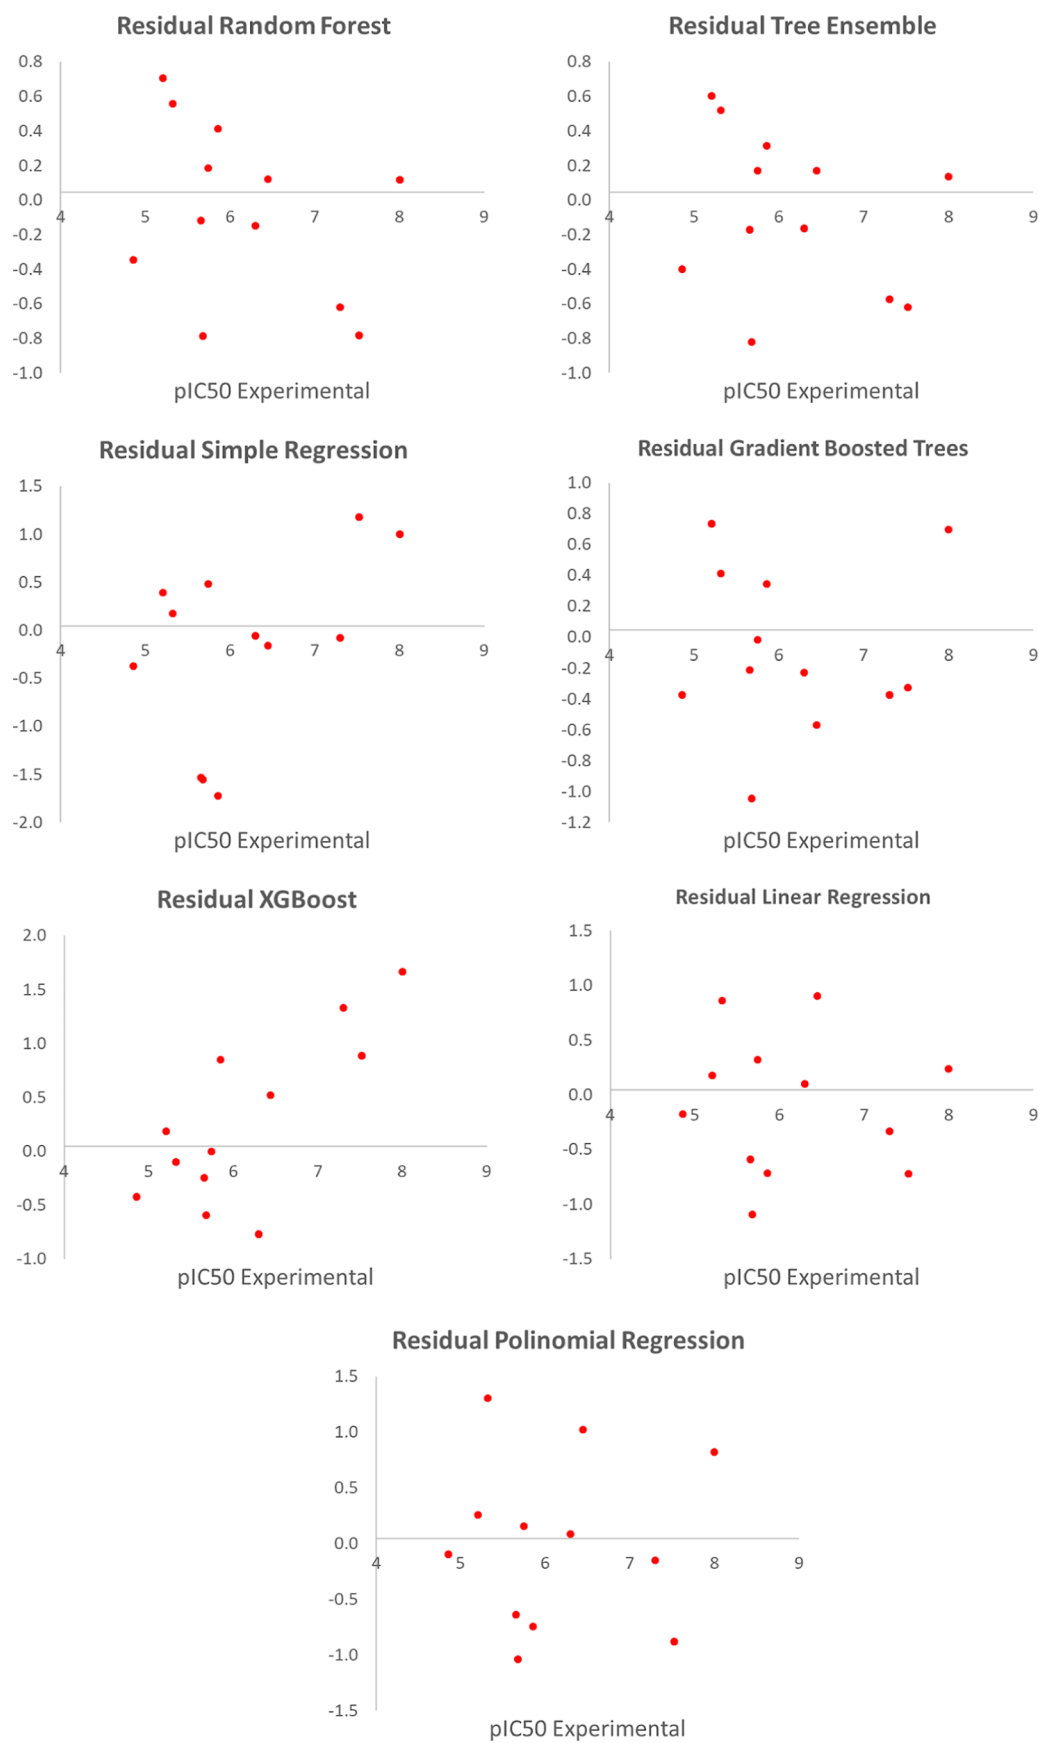 Residual Random Forest
0.8
0.6
0.4
0.2
0.0
-0.2
-0.4
-0.6
-0.8
-1.0
4 5 6 7 8 9
pIC50 Experimental
Residual Tree Ensemble
0.8
0.6
0.4
0.2
0.0
-0.2
-0.4
-0.6
-0.8
-1.0
4 5 6 7 8 9
pIC50 Experimental
Residual Simple Regression
1.5
1.0
0.5
0.0
-0.5
-1.0
-1.5
-2.0
4 5 6 7 8 9
pIC50 Experimental
Residual Gradient Boosted Trees
1.0
0.8
0.6
0.4
0.2
0.0
-0.2
-0.4
-0.6
-0.8
-1.0
-1.2
4 5 6 7 8 9
pIC50 Experimental
Residual XGBoost
2.0
1.5
1.0
0.5
0.0
-0.5
-1.0
4 5 6 7 8 9
pIC50 Experimental
Residual Linear Regression
1.5
1.0
0.5
0.0
-0.5
-1.0
-1.5
4 5 6 7 8 9
pIC50 Experimental
Residual Polinomial Regression
1.5
1.0
0.5
0.0
-0.5
-1.0
-1.5
4 5 6 7 8 9
pIC50 Experimental